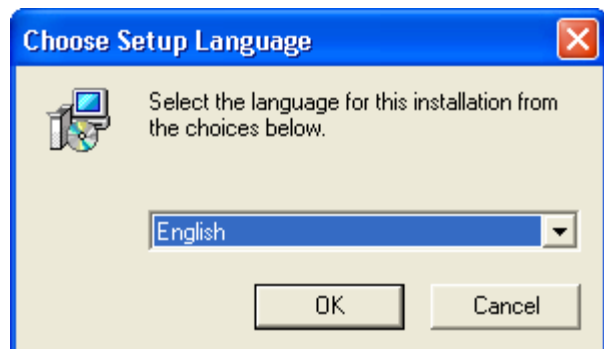 Choose Setup Language
Select the language for this installation from
the choices below.
English
OK
Cancel